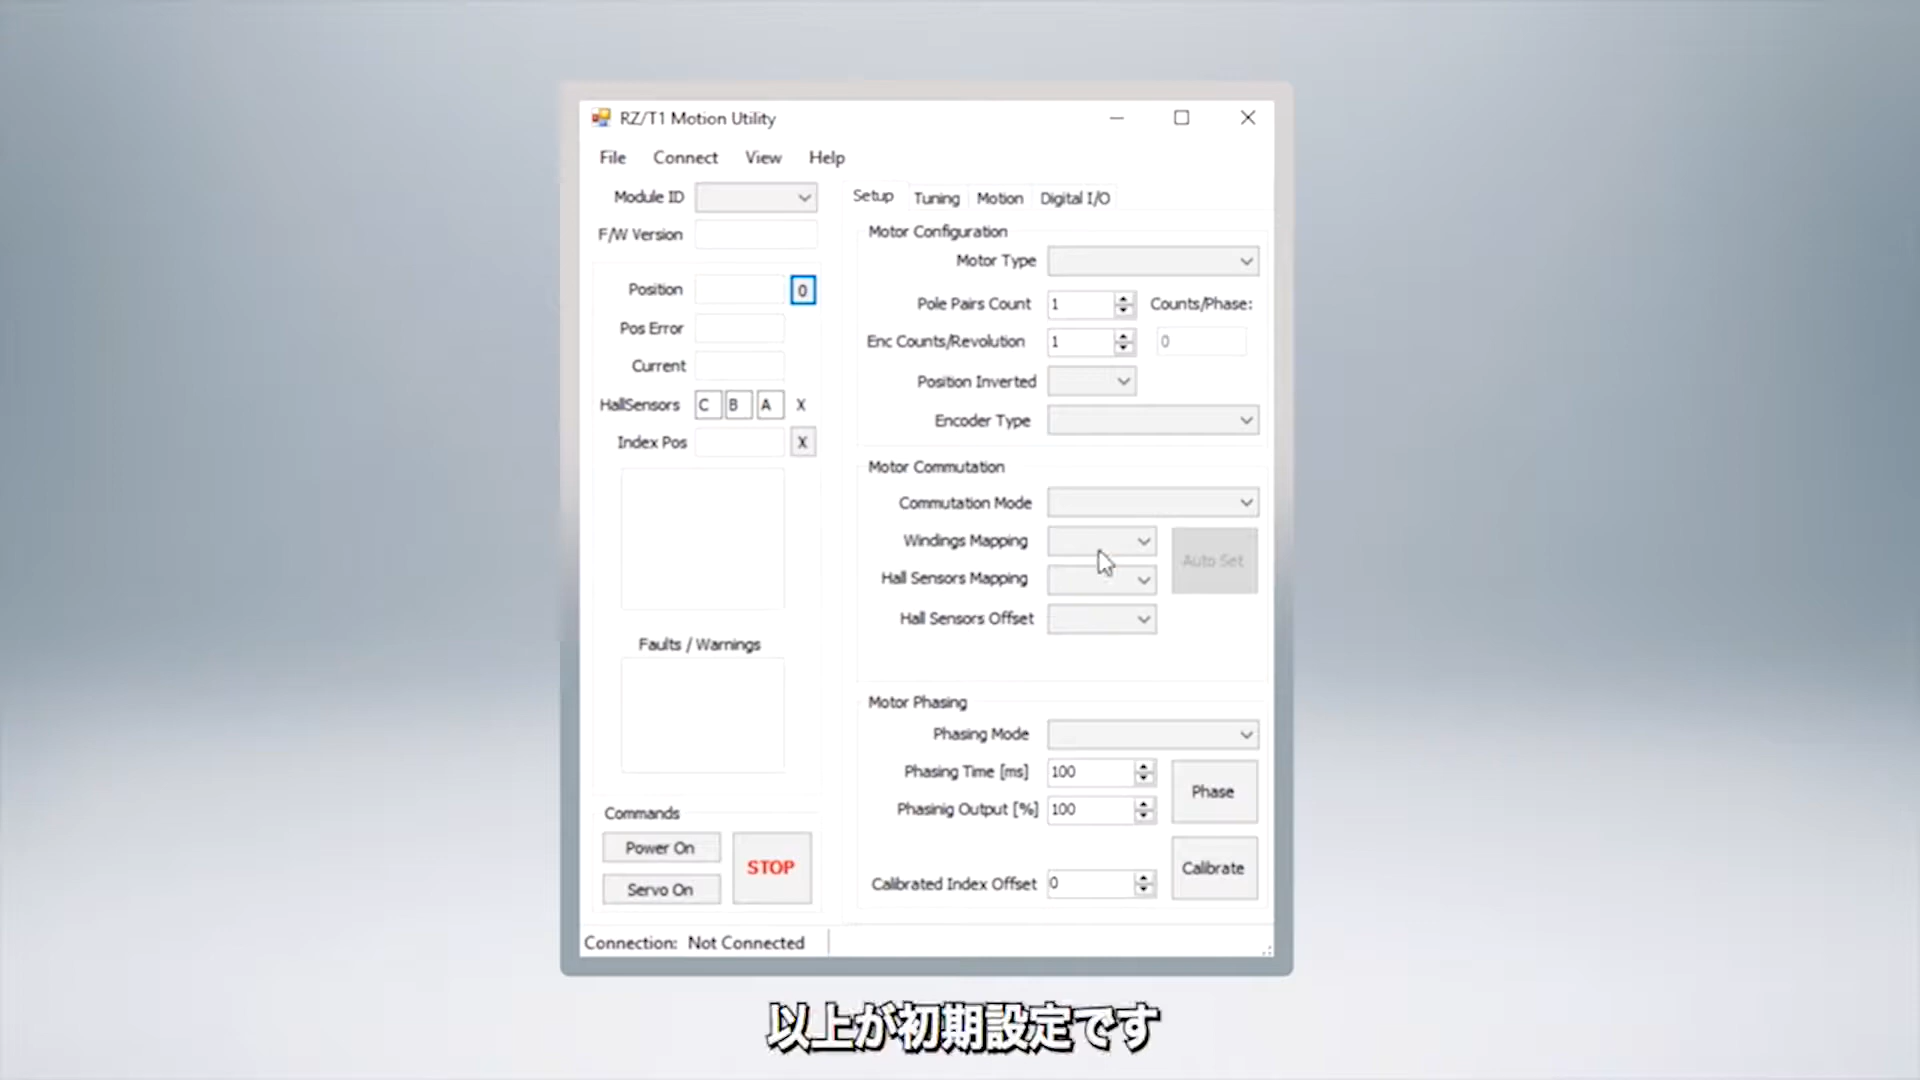 RZ/T1 Motion Utility
File Connect View Help
Module ID
F/W Version
Position 0
Pos Error
Current
HallSensors C B A X
Index Pos X
Faults / Warnings
Commands
Power On
Servo On
STOP
Setup Tuning Motion Digital I/O
Motor Configuration
Motor Type
Pole Pairs Count 1 Counts/Phase:
Enc Counts/Revolution 1 0
Position Inverted
Encoder Type
Motor Commutation
Commutation Mode
Windings Mapping
Auto Set
Hall Sensors Mapping
Hall Sensors Offset
Motor Phasing
Phasing Mode
Phasing Time [ms] 100
Phase
Phasinig Output [%] 100
Calibrate
Calibrated Index Offset 0
Connection: Not Connected
以上が初期設定です